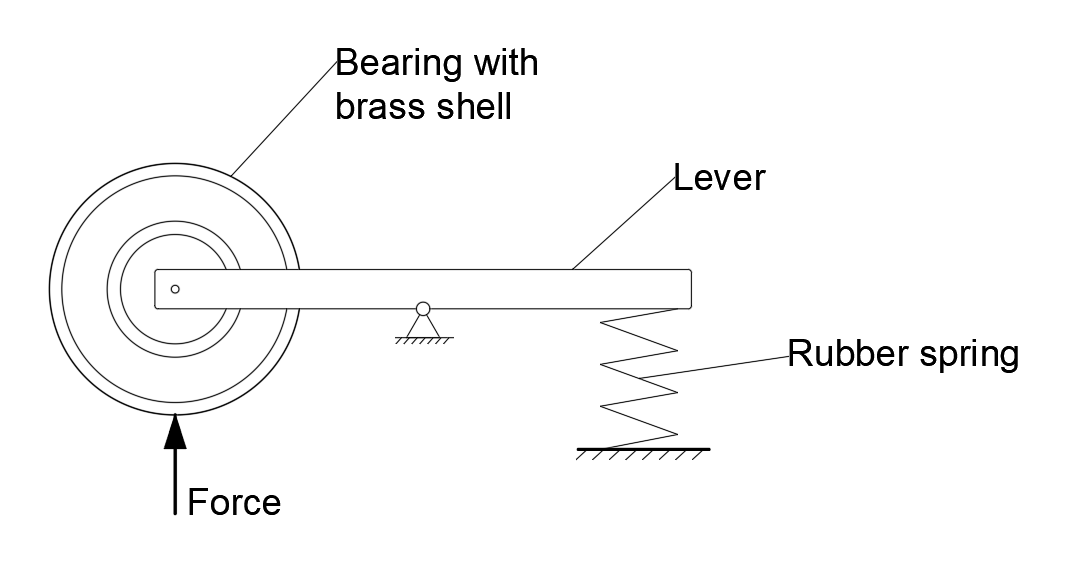 Bearing with
brass shell
Lever
Rubber spring
Force